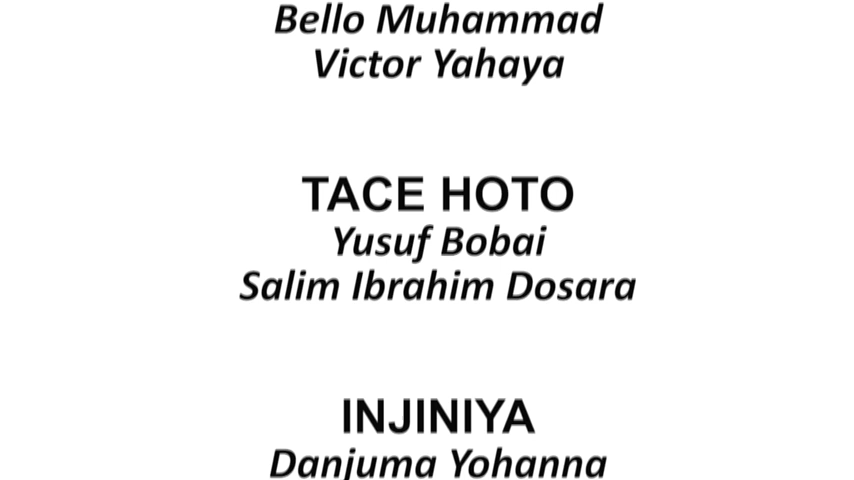 Bello Muhammad
Victor Yahaya
TACE HOTO
Yusuf Bobai
Salim Ibrahim Dosara
INJINIYA
Danjuma Yohanna